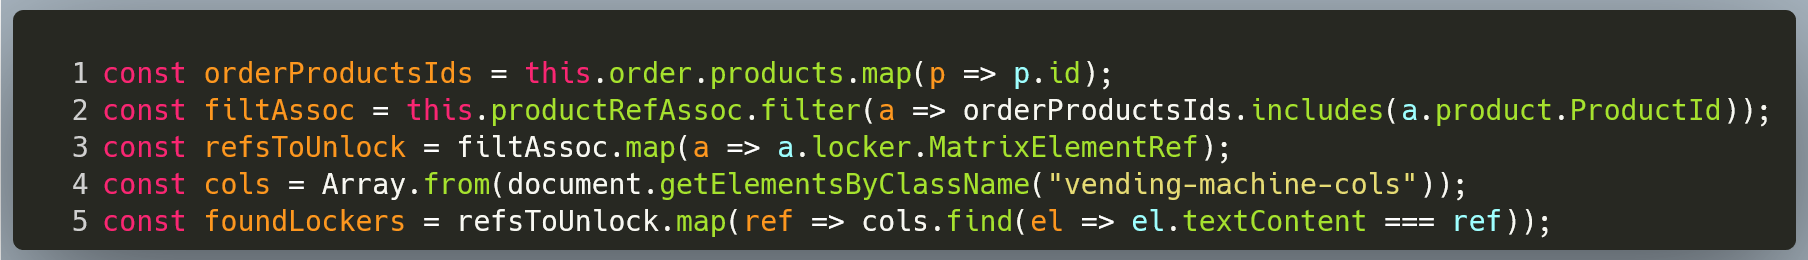 1 const orderProductsIds = this.order.products.map(p => p.id);
2 const filtAssoc = this.productRefAssoc.filter(a => orderProductsIds.includes(a.product.ProductId));
3 const refsToUnlock = filtAssoc.map(a => a.locker.MatrixElementRef);
4 const cols = Array.from(document.getElementsByClassName("vending-machine-cols"));
5 const foundLockers = refsToUnlock.map(ref => cols.find(el => el.textContent === ref));